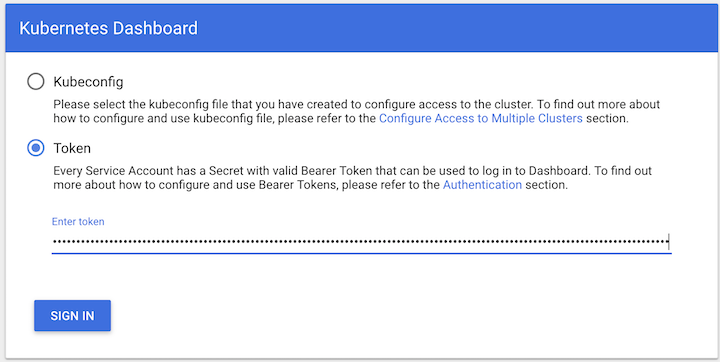 Kubernetes Dashboard
Kubeconfig
Please select the kubeconfig file that you have created to configure access to the cluster. To find out more about
how to configure and use kubeconfig file, please refer to the Configure Access to Multiple Clusters section.
Token
Every Service Account has a Secret with valid Bearer Token that can be used to log in to Dashboard. To find out
more about how to configure and use Bearer Tokens, please refer to the Authentication section.
Enter token
SIGN IN